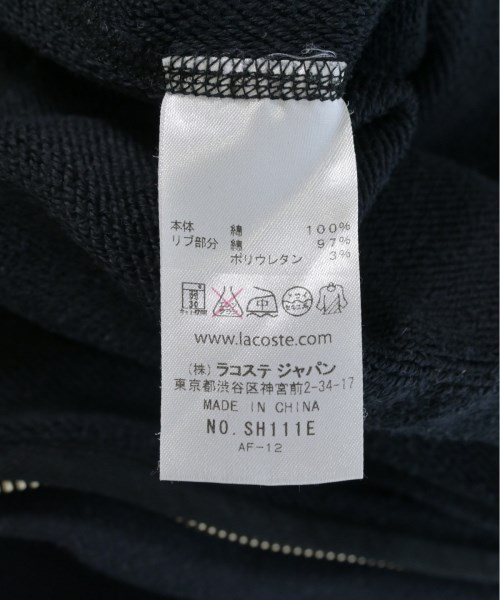 本体 綿 100%
リブ部分 綿 97%
ポリウレタン 3%
中
www.lacoste.com
(株) ラコステ ジャパン
東京都渋谷区神宮前2-34-17
MADE IN CHINA
NO. SH111E
AF-12